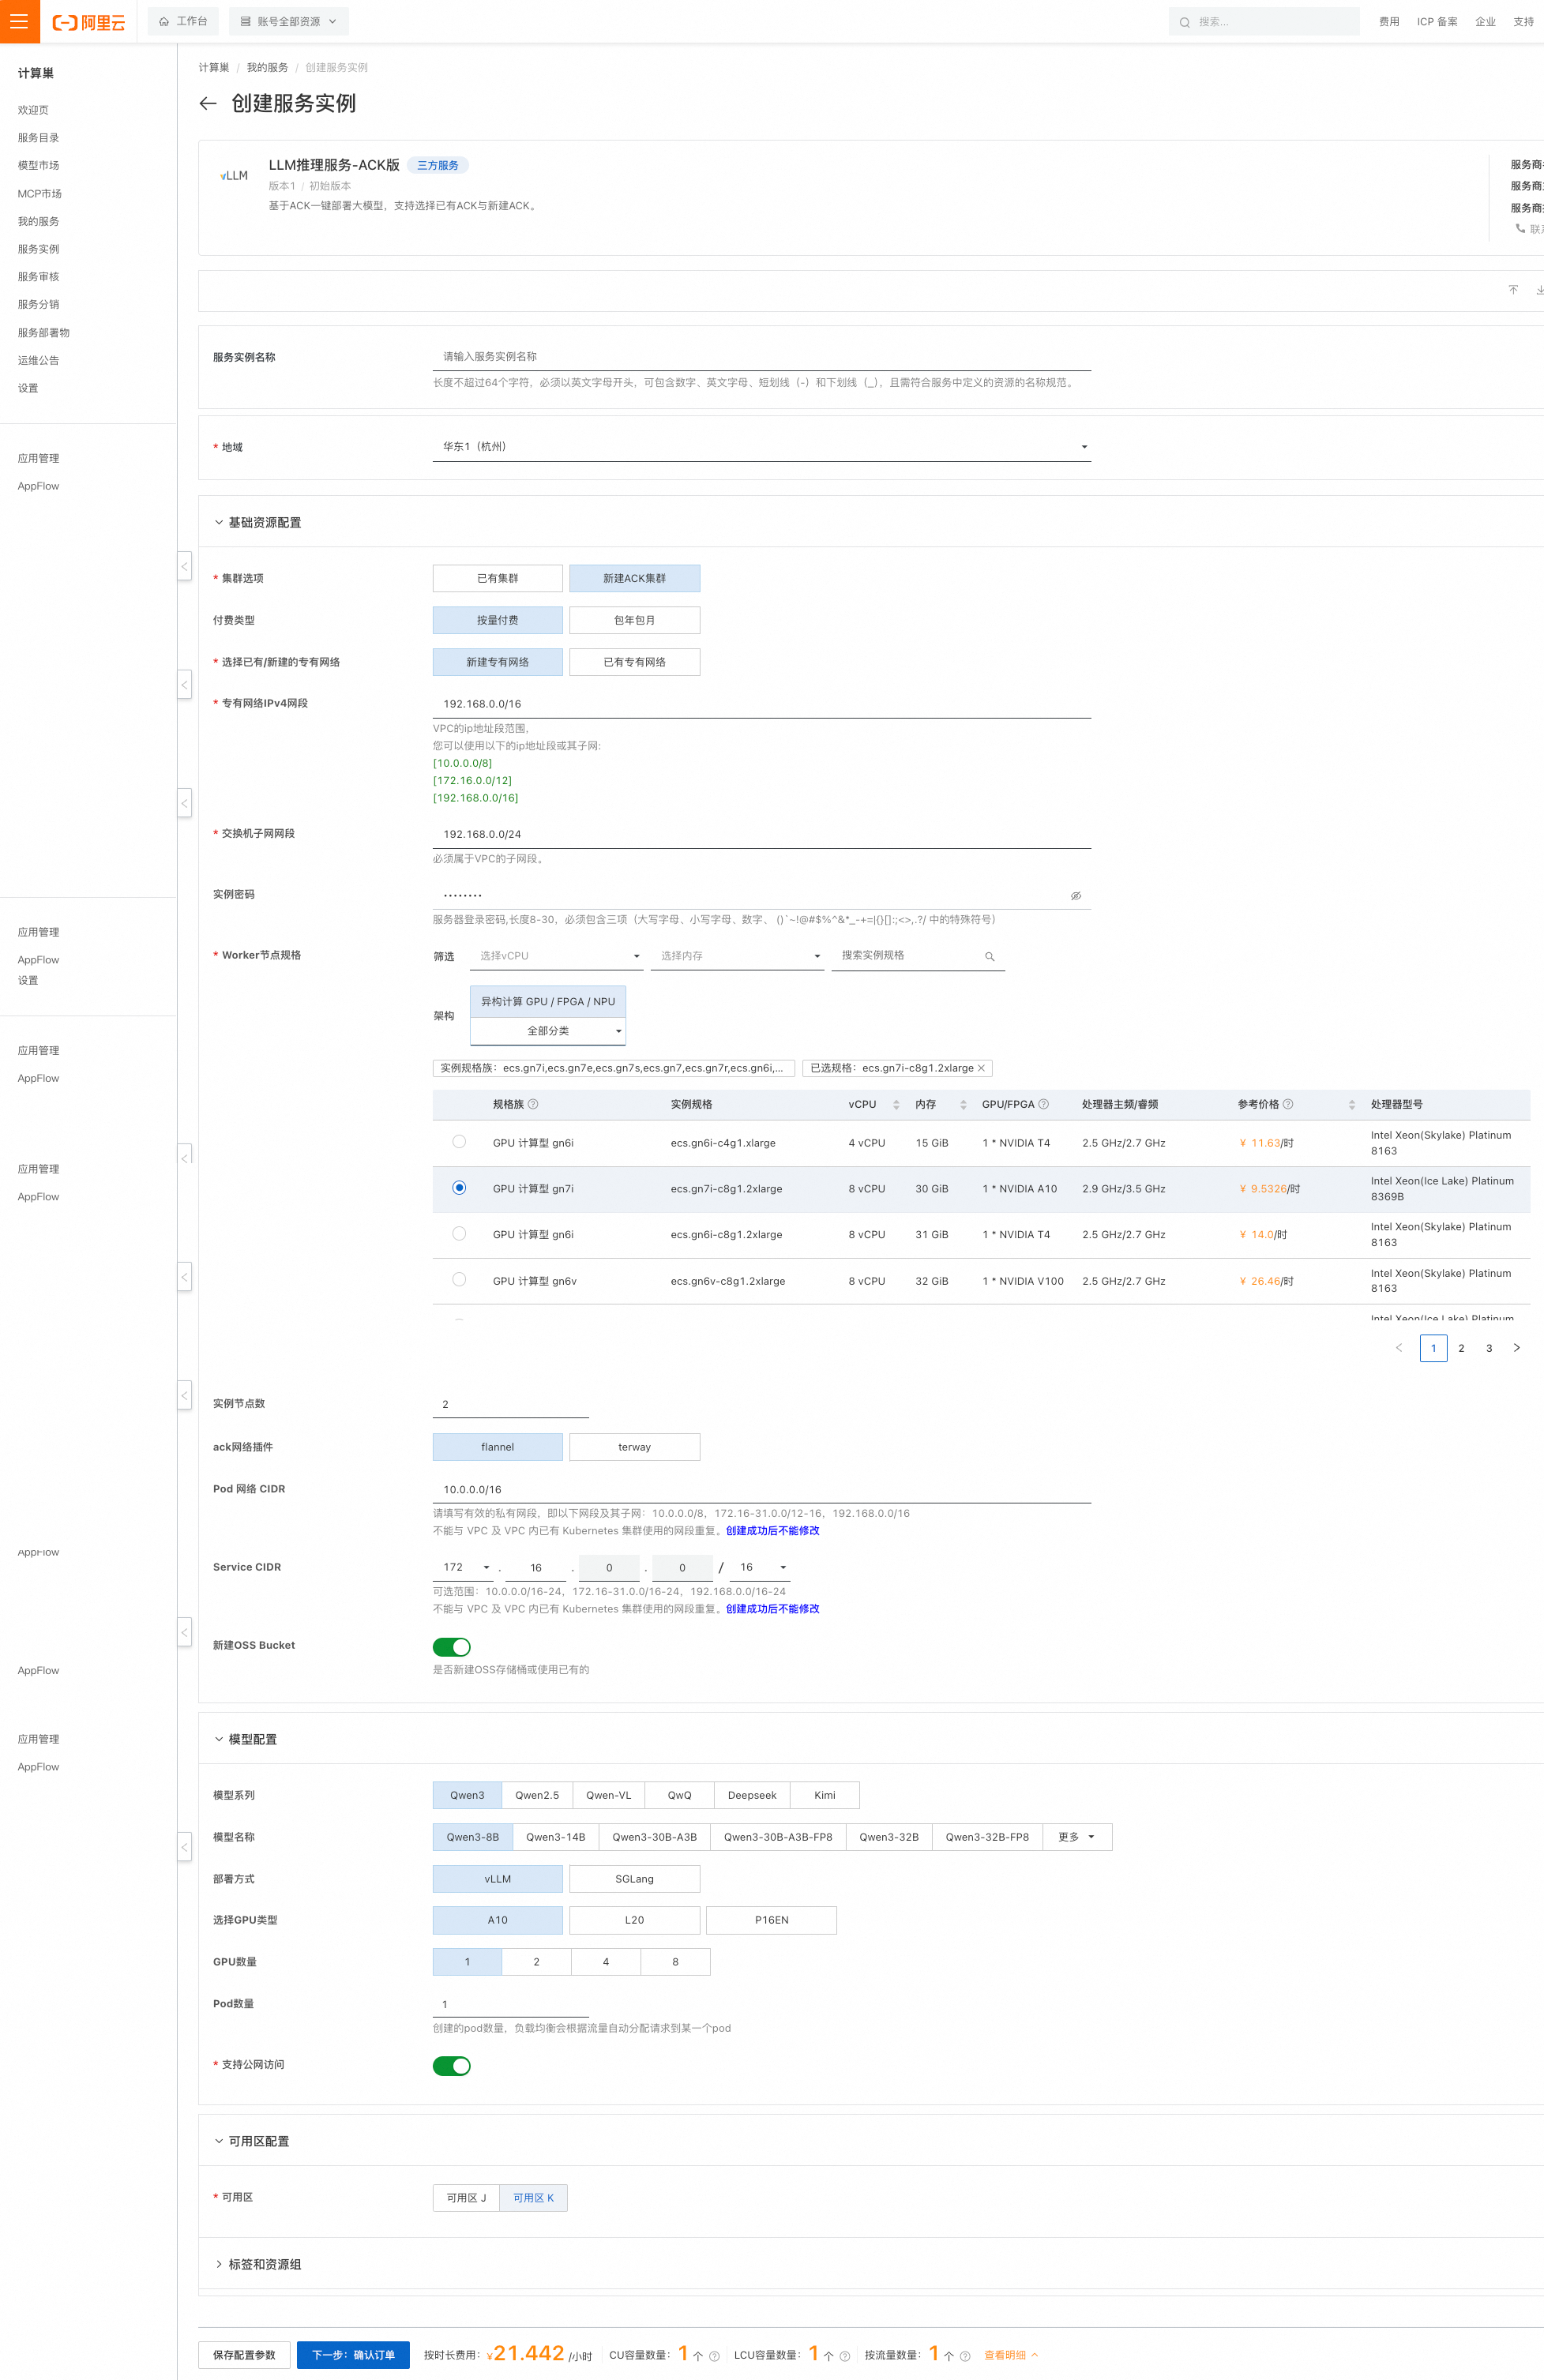 阿里云
工作台
账号全部资源
搜索...
费用
ICP 备案
企业
支持
计算巢
欢迎页
服务目录
模型市场
MCP市场
我的服务
服务实例
服务审核
服务分销
服务部署物
运维公告
设置
应用管理
AppFlow
应用管理
AppFlow
设置
应用管理
AppFlow
应用管理
AppFlow
AppFlow
AppFlow
应用管理
AppFlow
计算巢 / 我的服务 / 创建服务实例
创建服务实例
vLLM
LLM推理服务-ACK版 三方服务
版本1 / 初始版本
基于ACK一键部署大模型，支持选择已有ACK与新建ACK。
服务商
服务商
服务商
服务实例名称
请输入服务实例名称
长度不超过64个字符，必须以英文字母开头，可包含数字、英文字母、短划线（-）和下划线（_），且需符合服务中定义的资源的名称规范。
* 地域
华东1（杭州）
基础资源配置
* 集群选项
已有集群 新建ACK集群
付费类型
按量付费 包年包月
* 选择已有/新建的专有网络
新建专有网络 已有专有网络
* 专有网络IPv4网段
192.168.0.0/16
VPC的ip地址段范围，
您可以使用以下的ip地址段或其子网:
[10.0.0.0/8]
[172.16.0.0/12]
[192.168.0.0/16]
* 交换机子网网段
192.168.0.0/24
必须属于VPC的子网段。
实例密码
········
服务器登录密码,长度8-30，必须包含三项（大写字母、小写字母、数字、 ()`~!@#$%^&*_-+=|{}[]:;<>,.?/ 中的特殊符号）
* Worker节点规格
筛选 选择vCPU 选择内存 搜索实例规格
异构计算 GPU / FPGA / NPU
架构
全部分类
实例规格族：ecs.gn7i,ecs.gn7e,ecs.gn7s,ecs.gn7,ecs.gn7r,ecs.gn6i,... 已选规格：ecs.gn7i-c8g1.2xlarge
规格族 实例规格 vCPU 内存 GPU/FPGA 处理器主频/睿频 参考价格 处理器型号
GPU 计算型 gn6i ecs.gn6i-c4g1.xlarge 4 vCPU 15 GiB 1 * NVIDIA T4 2.5 GHz/2.7 GHz ¥ 11.63/时 Intel Xeon(Skylake) Platinum
8163
GPU 计算型 gn7i ecs.gn7i-c8g1.2xlarge 8 vCPU 30 GiB 1 * NVIDIA A10 2.9 GHz/3.5 GHz ¥ 9.5326/时 Intel Xeon(Ice Lake) Platinum
8369B
GPU 计算型 gn6i ecs.gn6i-c8g1.2xlarge 8 vCPU 31 GiB 1 * NVIDIA T4 2.5 GHz/2.7 GHz ¥ 14.0/时 Intel Xeon(Skylake) Platinum
8163
GPU 计算型 gn6v ecs.gn6v-c8g1.2xlarge 8 vCPU 32 GiB 1 * NVIDIA V100 2.5 GHz/2.7 GHz ¥ 26.46/时 Intel Xeon(Skylake) Platinum
8163
Intel Xeon(Ice Lake) Platinum
1 2 3
实例节点数
2
ack网络插件
flannel terway
Pod 网络 CIDR
10.0.0.0/16
请填写有效的私有网段，即以下网段及其子网：10.0.0.0/8，172.16-31.0.0/12-16，192.168.0.0/16
不能与 VPC 及 VPC 内已有 Kubernetes 集群使用的网段重复。创建成功后不能修改
Service CIDR
172 . 16 . 0 . 0 / 16
可选范围：10.0.0.0/16-24，172.16-31.0.0/16-24，192.168.0.0/16-24
不能与 VPC 及 VPC 内已有 Kubernetes 集群使用的网段重复。创建成功后不能修改
新建OSS Bucket
是否新建OSS存储桶或使用已有的
模型配置
模型系列
Qwen3 Qwen2.5 Qwen-VL QwQ Deepseek Kimi
模型名称
Qwen3-8B Qwen3-14B Qwen3-30B-A3B Qwen3-30B-A3B-FP8 Qwen3-32B Qwen3-32B-FP8 更多
部署方式
vLLM SGLang
选择GPU类型
A10 L20 P16EN
GPU数量
1 2 4 8
Pod数量
1
创建的pod数量，负载均衡会根据流量自动分配请求到某一个pod
* 支持公网访问
可用区配置
* 可用区
可用区 J 可用区 K
标签和资源组
保存配置参数 下一步：确认订单 按时长费用：¥21.442 /小时 CU容量数量：1 个 LCU容量数量：1 个 按流量数量：1 个 查看明细